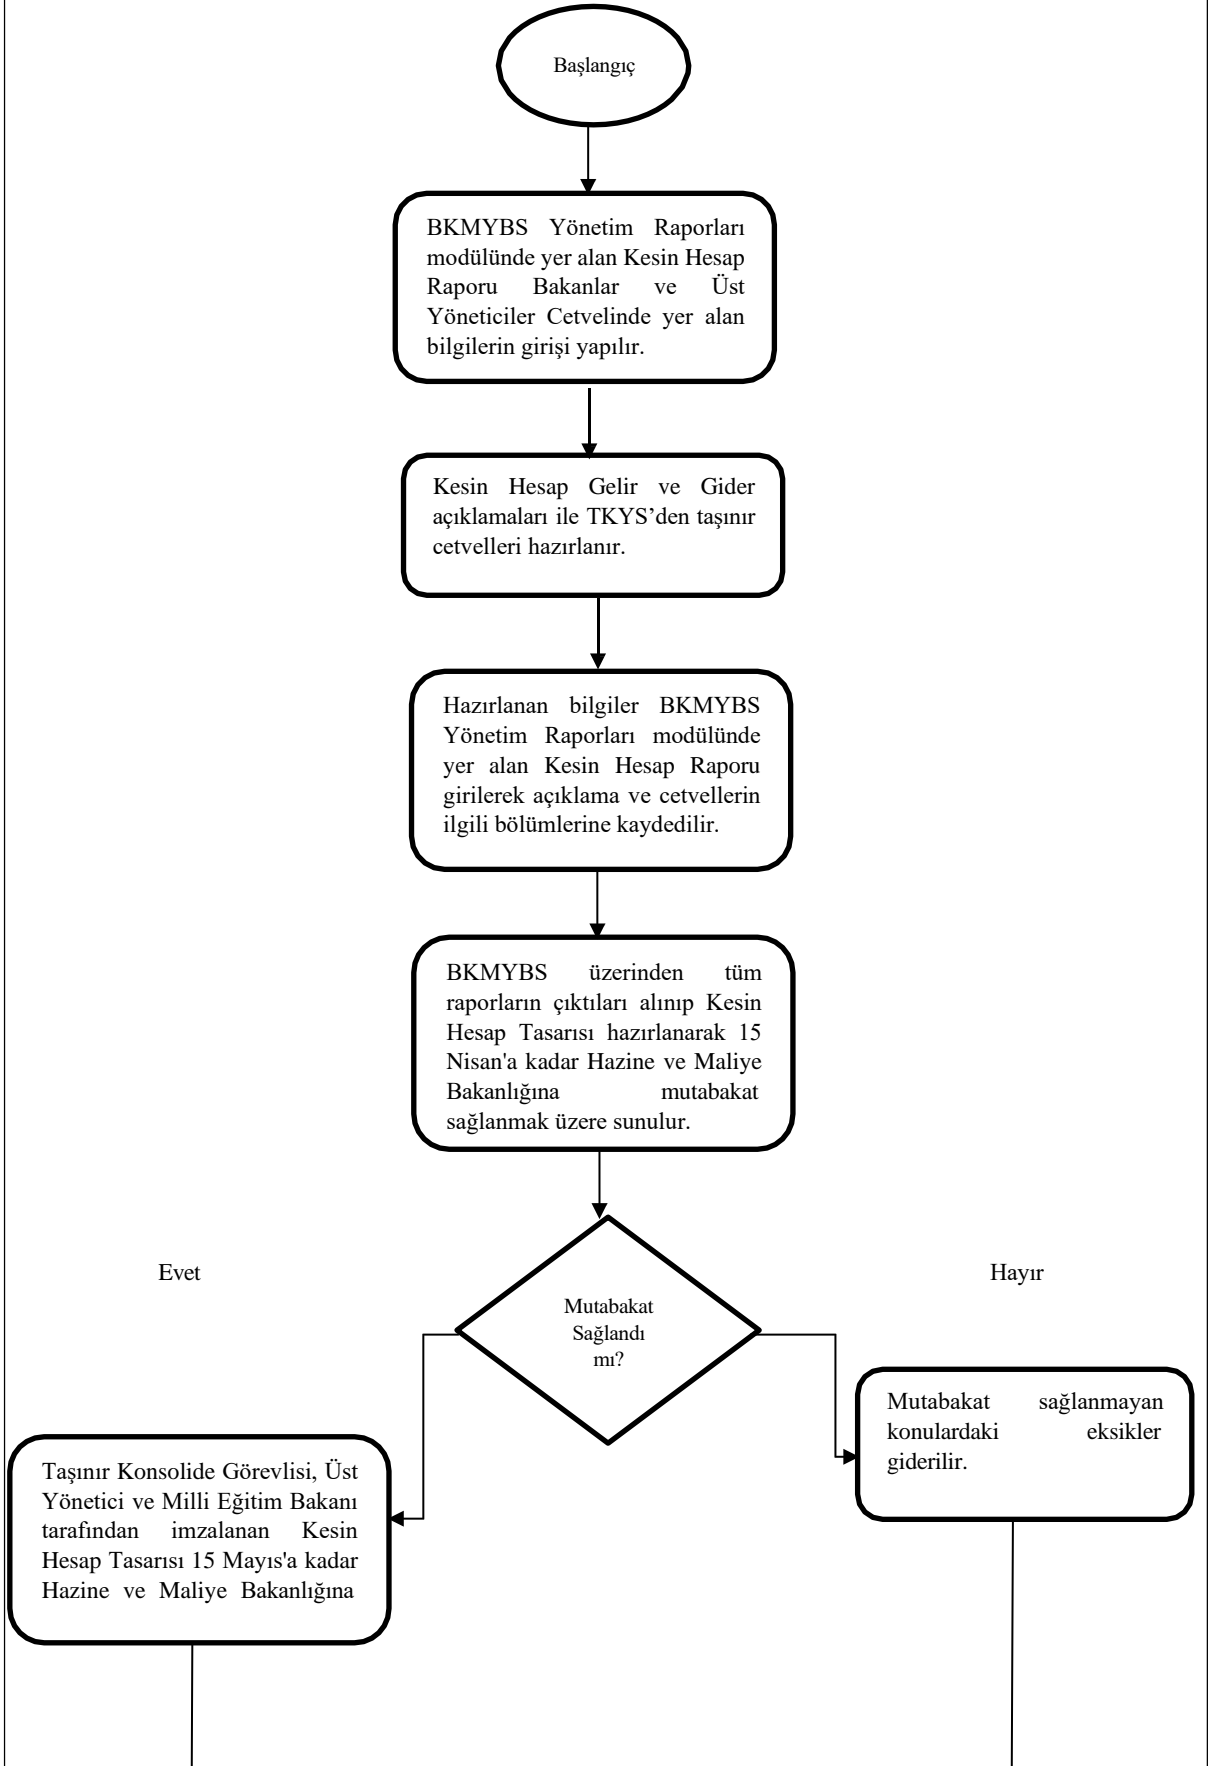 Başlangıç
BKMYBS Yönetim Raporları
modülünde yer alan Kesin Hesap
Raporu Bakanlar ve Üst
Yöneticiler Cetvelinde yer alan
bilgilerin girişi yapılır.
Kesin Hesap Gelir ve Gider
açıklamaları ile TKYS’den taşınır
cetvelleri hazırlanır.
Hazırlanan bilgiler BKMYBS
Yönetim Raporları modülünde
yer alan Kesin Hesap Raporu
girilerek açıklama ve cetvellerin
ilgili bölümlerine kaydedilir.
BKMYBS üzerinden tüm
raporların çıktıları alınıp Kesin
Hesap Tasarısı hazırlanarak 15
Nisan'a kadar Hazine ve Maliye
Bakanlığına mutabakat
sağlanmak üzere sunulur.
Evet
Hayır
Mutabakat
Sağlandı
mı?
Mutabakat sağlanmayan
konulardaki eksikler
giderilir.
Taşınır Konsolide Görevlisi, Üst
Yönetici ve Milli Eğitim Bakanı
tarafından imzalanan Kesin
Hesap Tasarısı 15 Mayıs'a kadar
Hazine ve Maliye Bakanlığına